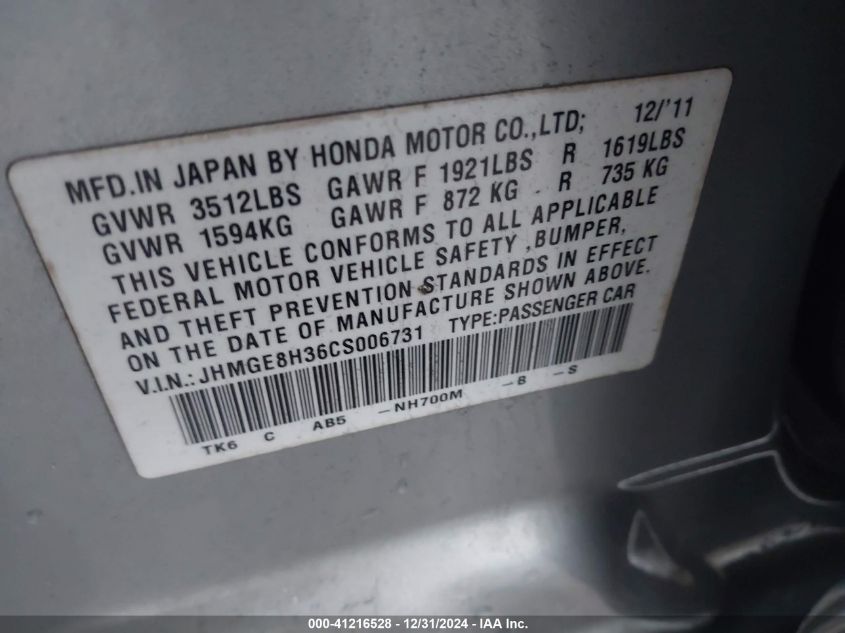 MFD.IN JAPAN BY HONDA MOTOR CO.,LTD; 12/'11
GVWR 3512LBS GAWR F 1921LBS R 1619LBS
GVWR 1594KG GAWR F 872 KG R 735 KG
THIS VEHICLE CONFORMS TO ALL APPLICABLE
FEDERAL MOTOR VEHICLE SAFETY ,BUMPER,
AND THEFT PREVENTION STANDARDS IN EFFECT
ON THE DATE OF MANUFACTURE SHOWN ABOVE.
V.I.N.: JHMGE8H36CS006731 TYPE:PASSENGER CAR
TK6 C AB5 -NH700M -B -S
000-41216528 - 12/31/2024 - IAA Inc.